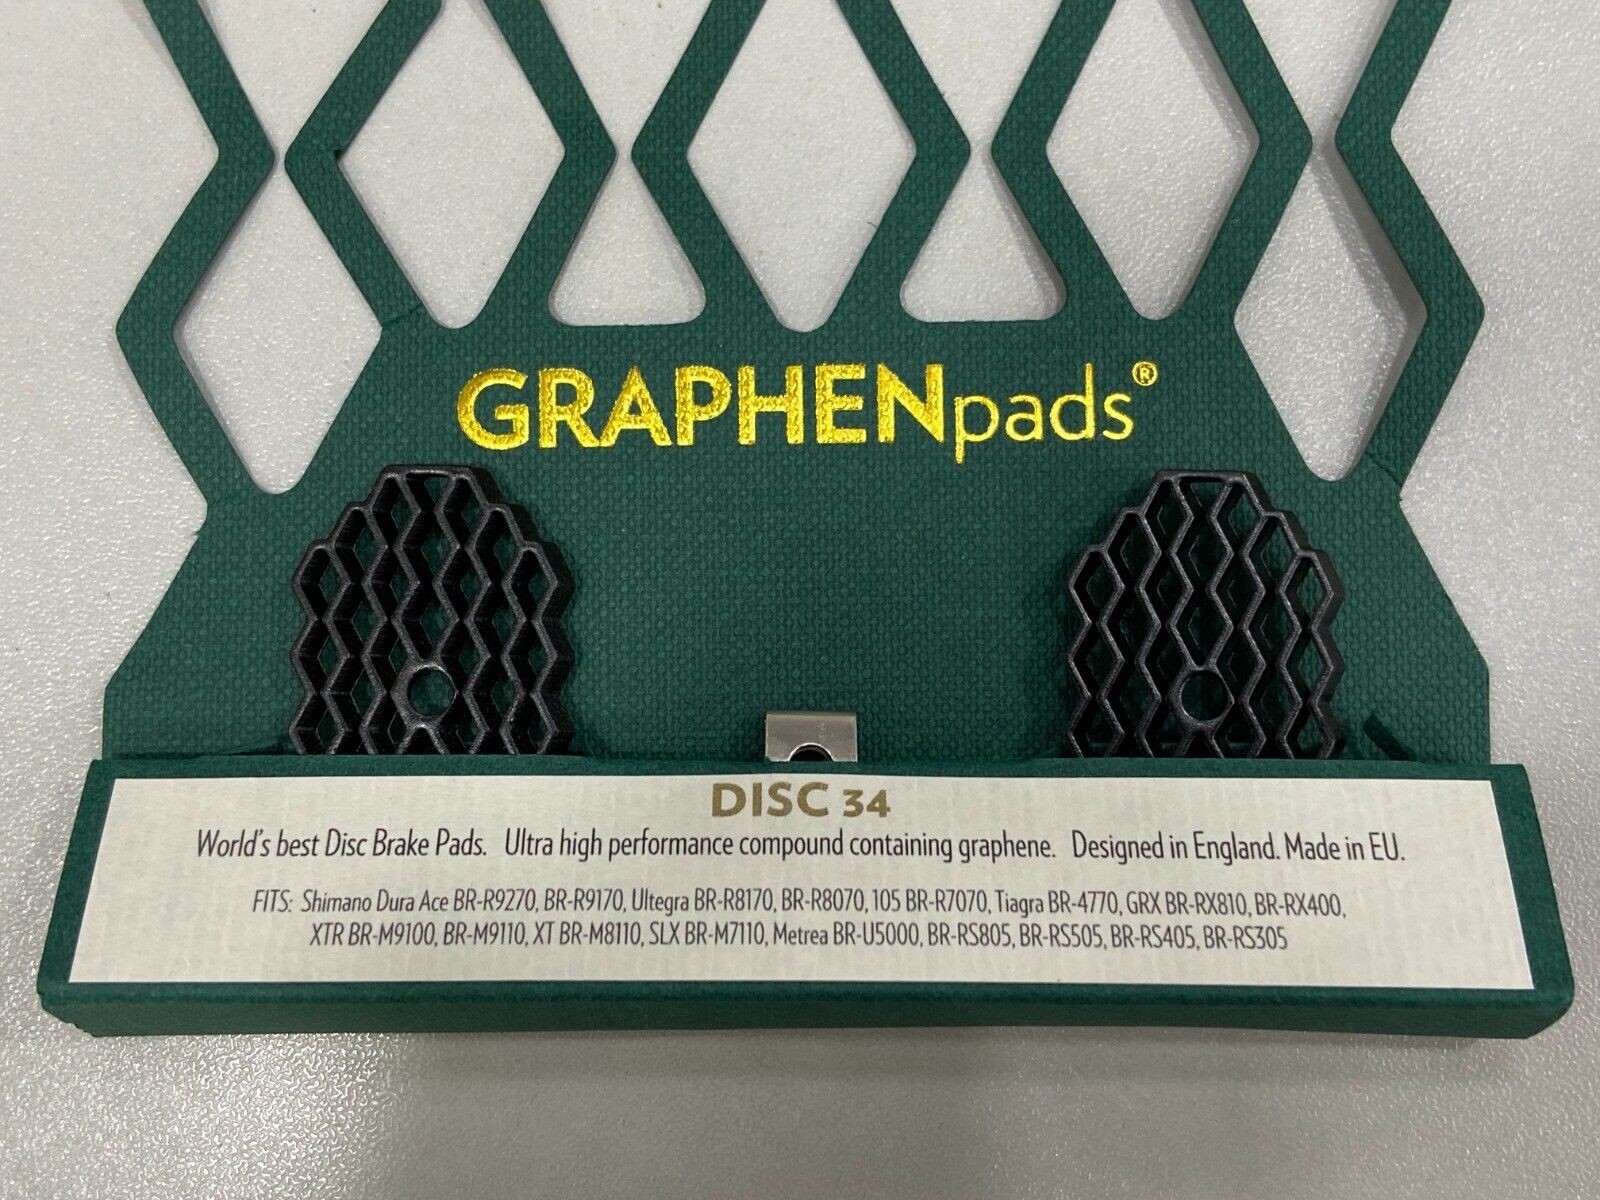 GRAPHENpads®
DISC 34
World's best Disc Brake Pads. Ultra high performance compound containing graphene. Designed in England. Made in EU.
FITS: Shimano Dura Ace BR-R9270, BR-R9170, Ultegra BR-R8170, BR-R8070, 105 BR-R7070, Tiagra BR-4770, GRX BR-RX810, BR-RX400,
XTR BR-M9100, BR-M9110, XT BR-M8110, SLX BR-M7110, Metrea BR-U5000, BR-RS805, BR-RS505, BR-RS405, BR-RS305